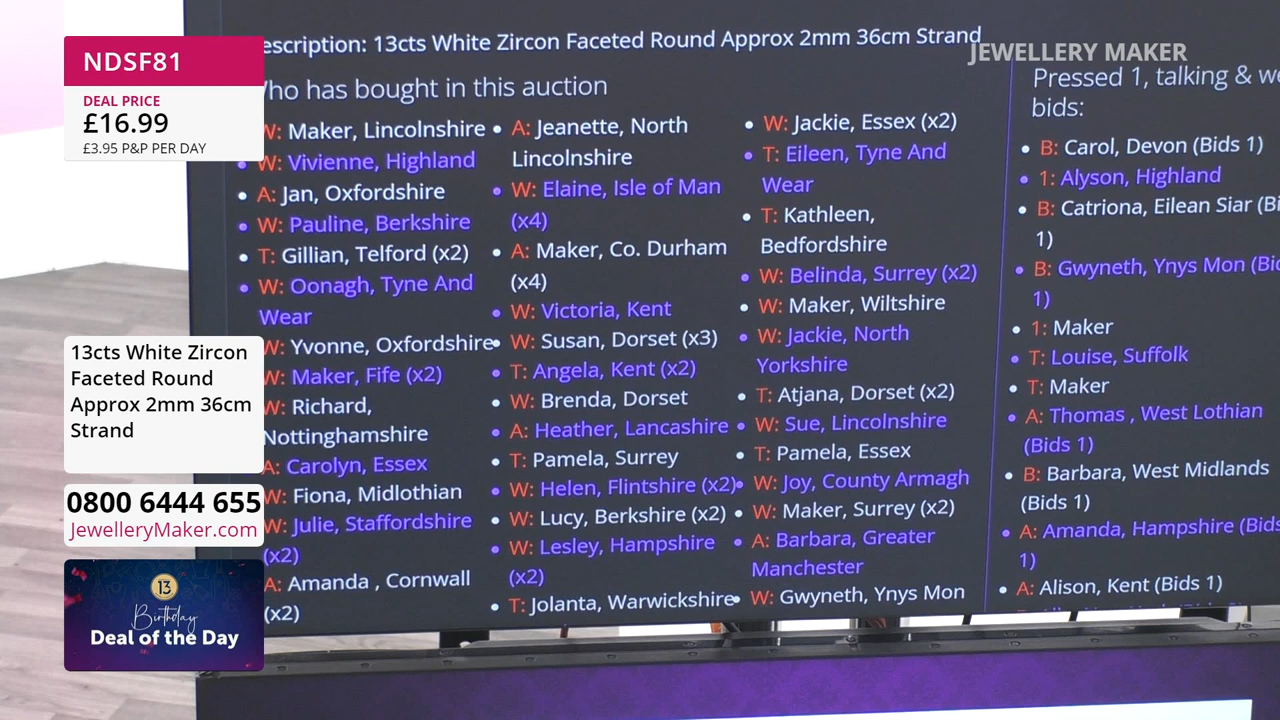 NDSF81
DEAL PRICE
£16.99
£3.95 P&P PER DAY
13cts White Zircon
Faceted Round
Approx 2mm 36cm
Strand
0800 6444 655
JewelleryMaker.com
13
Birthday
Deal of the Day
JEWELLERY MAKER
escription: 13cts White Zircon Faceted Round Approx 2mm 36cm Strand
ho has bought in this auction
W: Maker, Lincolnshire
W: Vivienne, Highland
A: Jan, Oxfordshire
W: Pauline, Berkshire
T: Gillian, Telford (x2)
W: Oonagh, Tyne And
Wear
W: Yvonne, Oxfordshire
W: Maker, Fife (x2)
W: Richard,
Nottinghamshire
A: Carolyn, Essex
W: Fiona, Midlothian
W: Julie, Staffordshire
(x2)
A: Amanda , Cornwall
(x2)
A: Jeanette, North
Lincolnshire
W: Elaine, Isle of Man
(x4)
A: Maker, Co. Durham
(x4)
W: Victoria, Kent
W: Susan, Dorset (x3)
T: Angela, Kent (x2)
W: Brenda, Dorset
A: Heather, Lancashire
T: Pamela, Surrey
W: Helen, Flintshire (x2)
W: Lucy, Berkshire (x2)
W: Lesley, Hampshire
(x2)
T: Jolanta, Warwickshire
W: Jackie, Essex (x2)
T: Eileen, Tyne And
Wear
T: Kathleen,
Bedfordshire
W: Belinda, Surrey (x2)
W: Maker, Wiltshire
W: Jackie, North
Yorkshire
T: Atjana, Dorset (x2)
W: Sue, Lincolnshire
T: Pamela, Essex
W: Joy, County Armagh
W: Maker, Surrey (x2)
A: Barbara, Greater
Manchester
W: Gwyneth, Ynys Mon
Pressed 1, talking & we
bids:
B: Carol, Devon (Bids 1)
1: Alyson, Highland
B: Catriona, Eilean Siar (Bi
1)
B: Gwyneth, Ynys Mon (Bid
1)
1: Maker
T: Louise, Suffolk
T: Maker
A: Thomas , West Lothian
(Bids 1)
B: Barbara, West Midlands
(Bids 1)
A: Amanda, Hampshire (Bids
1)
A: Alison, Kent (Bids 1)